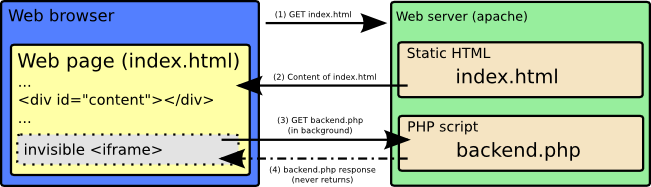 Web browser
Web page (index.html)
...
<div id="content"></div>
...
invisible <iframe>
(1) GET index.html
(2) Content of index.html
(3) GET backend.php
(in background)
(4) backend.php response
(never returns)
Web server (apache)
Static HTML
index.html
PHP script
backend.php